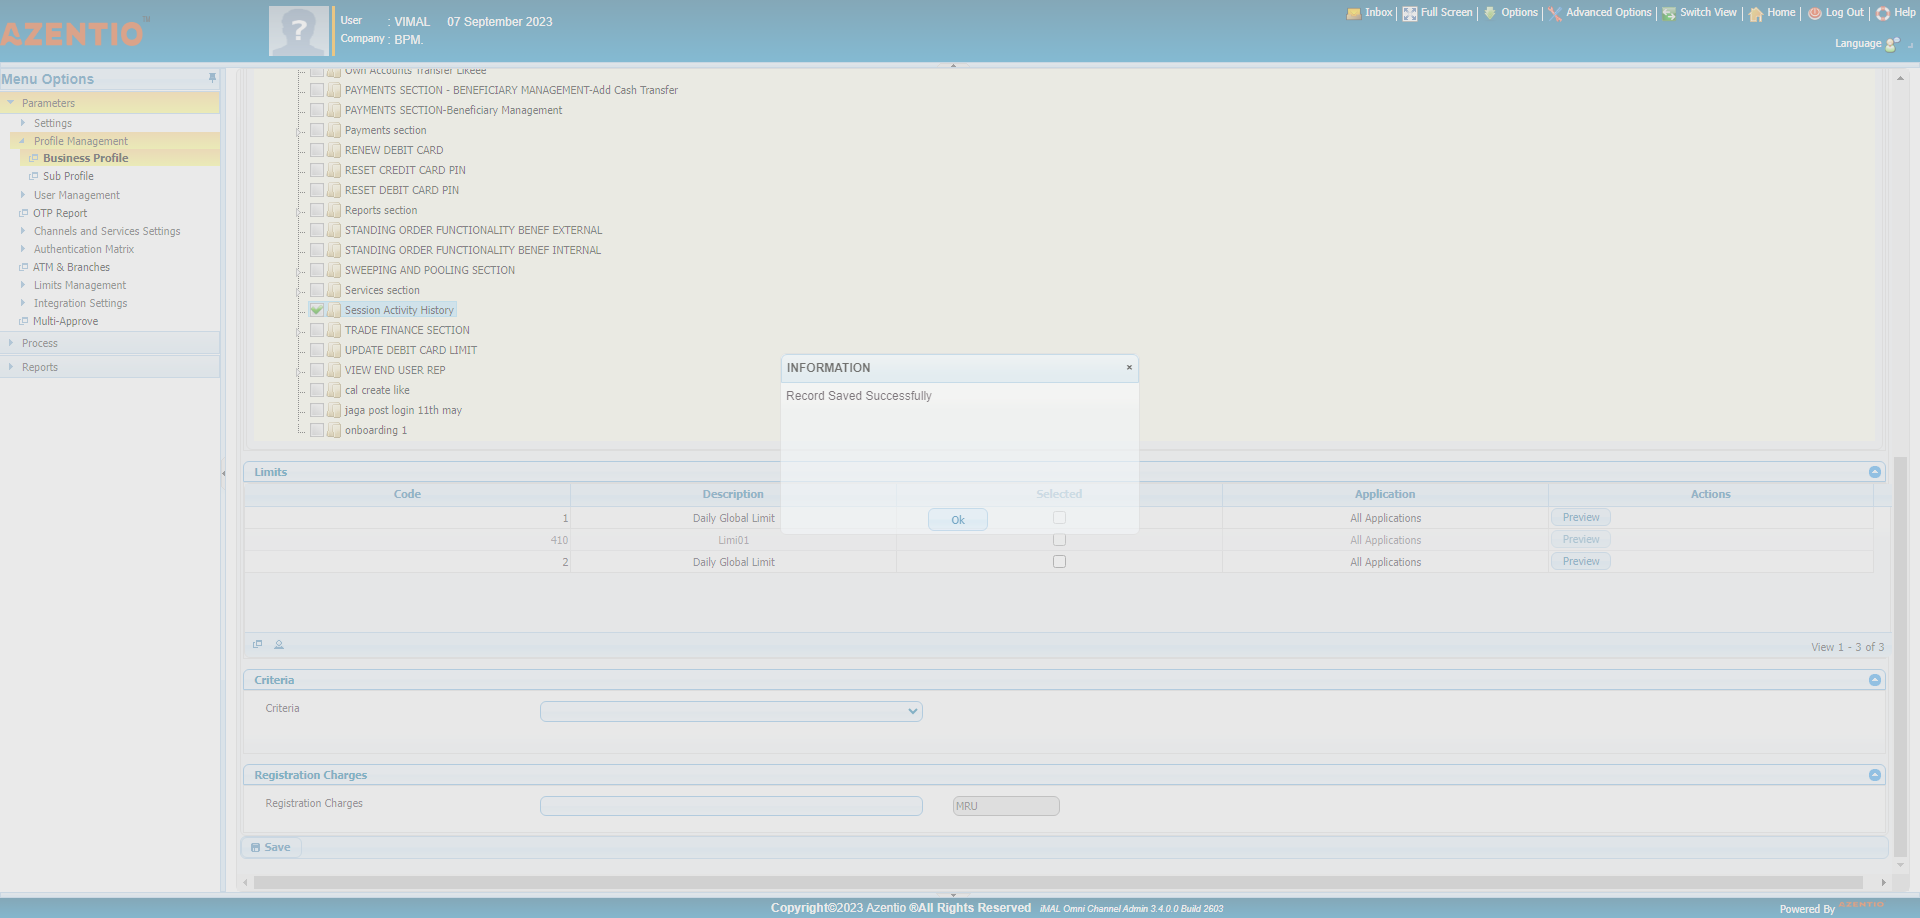 AZENTIO
User : VIMAL 07 September 2023
Company : BPM.
Inbox Full Screen Options Advanced Options Switch View Home Log Out Help
Language
Menu Options
Parameters
Settings
Profile Management
Business Profile
Sub Profile
User Management
OTP Report
Channels and Services Settings
Authentication Matrix
ATM & Branches
Limits Management
Integration Settings
Multi-Approve
Process
Reports
Own Accounts Transfer Likeee
PAYMENTS SECTION - BENEFICIARY MANAGEMENT-Add Cash Transfer
PAYMENTS SECTION-Beneficiary Management
Payments section
RENEW DEBIT CARD
RESET CREDIT CARD PIN
RESET DEBIT CARD PIN
Reports section
STANDING ORDER FUNCTIONALITY BENEF EXTERNAL
STANDING ORDER FUNCTIONALITY BENEF INTERNAL
SWEEPING AND POOLING SECTION
Services section
Session Activity History
TRADE FINANCE SECTION
UPDATE DEBIT CARD LIMIT
VIEW END USER REP
cal create like
jaga post login 11th may
onboarding 1
INFORMATION ×
Record Saved Successfully
Ok
Limits
Code Description Selected Application Actions
1 Daily Global Limit All Applications Preview
410 Limi01 All Applications Preview
2 Daily Global Limit All Applications Preview
View 1 - 3 of 3
Criteria
Criteria
Registration Charges
Registration Charges MRU
Save
Copyright©2023 Azentio ®All Rights Reserved iMAL Omni Channel Admin 3.4.0.0 Build 2603
Powered By AZENTIO